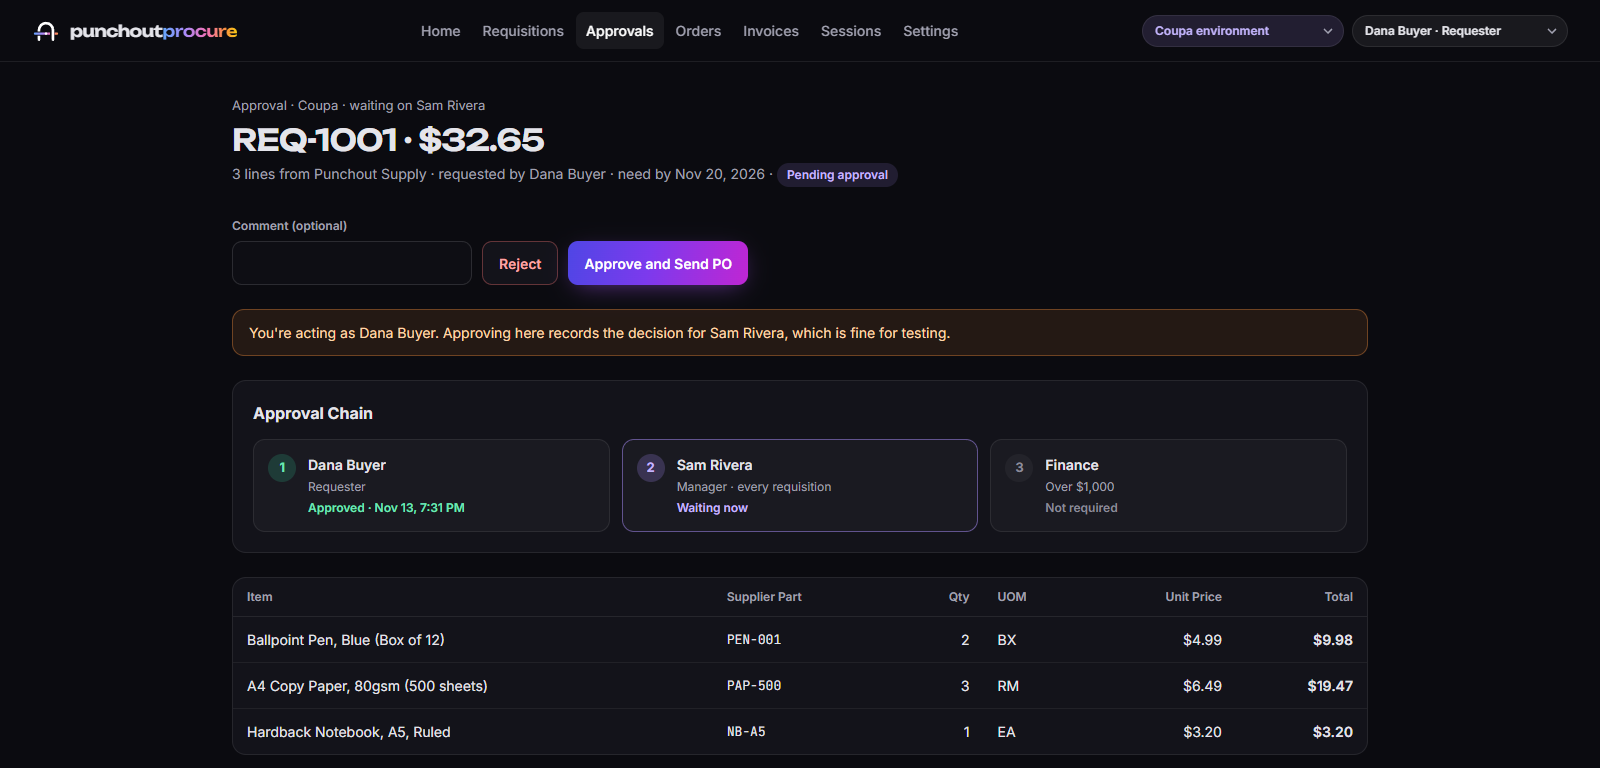 punchoutprocure
Home Requisitions Approvals Orders Invoices Sessions Settings
Coupa environment
Dana Buyer · Requester
Approval · Coupa · waiting on Sam Rivera
REQ-1001 · $32.65
3 lines from Punchout Supply · requested by Dana Buyer · need by Nov 20, 2026 · Pending approval
Comment (optional)
Reject
Approve and Send PO
You're acting as Dana Buyer. Approving here records the decision for Sam Rivera, which is fine for testing.
Approval Chain
1 Dana Buyer
Requester
Approved · Nov 13, 7:31 PM
2 Sam Rivera
Manager · every requisition
Waiting now
3 Finance
Over $1,000
Not required
Item Supplier Part Qty UOM Unit Price Total
Ballpoint Pen, Blue (Box of 12) PEN-001 2 BX $4.99 $9.98
A4 Copy Paper, 80gsm (500 sheets) PAP-500 3 RM $6.49 $19.47
Hardback Notebook, A5, Ruled NB-A5 1 EA $3.20 $3.20